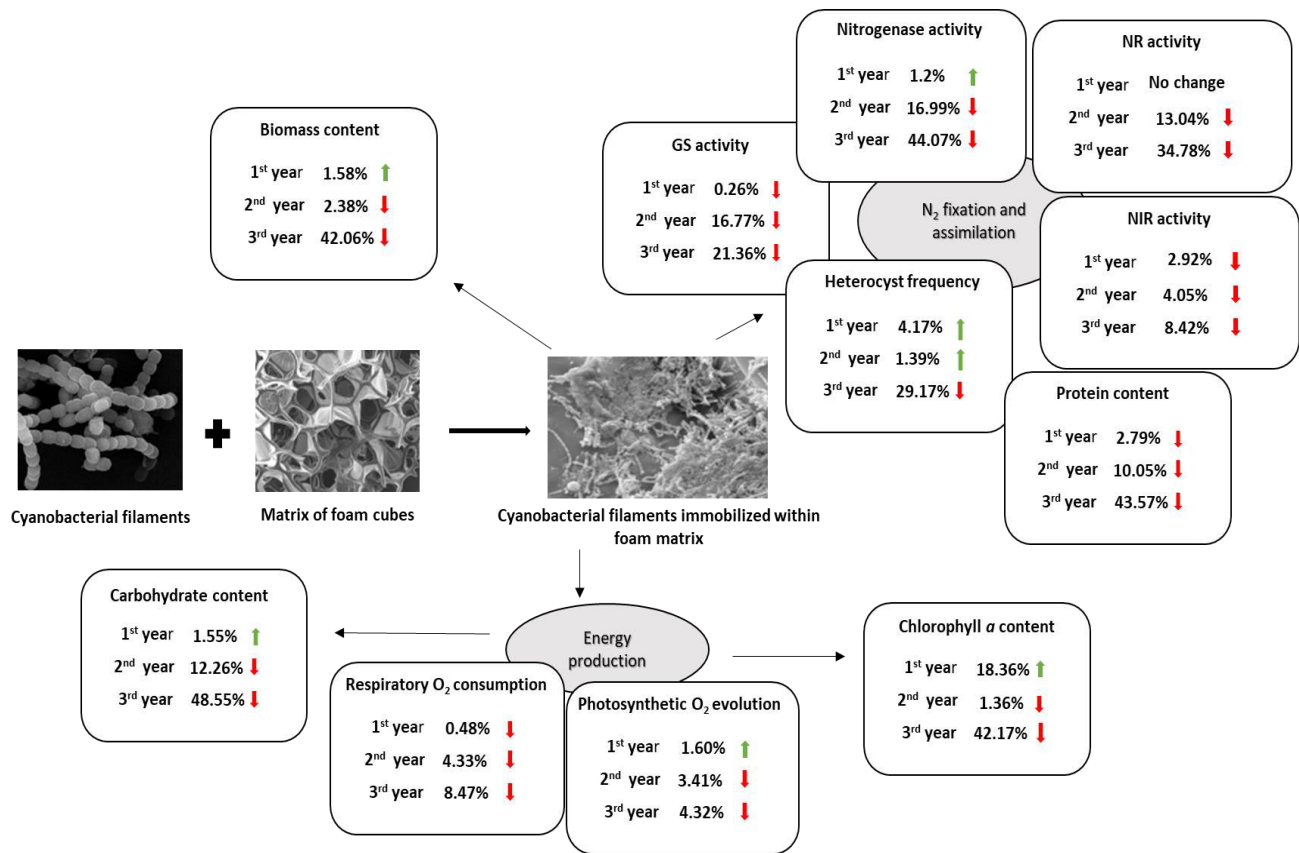 Nitrogenase activity
1st year 1.2%
2nd year 16.99%
3rd year 44.07%
NR activity
1st year No change
2nd year 13.04%
3rd year 34.78%
Biomass content
1st year 1.58%
2nd year 2.38%
3rd year 42.06%
GS activity
1st year 0.26%
2nd year 16.77%
3rd year 21.36%
N2 fixation and
assimilation
NIR activity
1st year 2.92%
2nd year 4.05%
3rd year 8.42%
Heterocyst frequency
1st year 4.17%
2nd year 1.39%
3rd year 29.17%
Protein content
1st year 2.79%
2nd year 10.05%
3rd year 43.57%
Cyanobacterial filaments
Matrix of foam cubes
Cyanobacterial filaments immobilized within
foam matrix
Carbohydrate content
1st year 1.55%
2nd year 12.26%
3rd year 48.55%
Energy
production
Respiratory O2 consumption
1st year 0.48%
2nd year 4.33%
3rd year 8.47%
Photosynthetic O2 evolution
1st year 1.60%
2nd year 3.41%
3rd year 4.32%
Chlorophyll a content
1st year 18.36%
2nd year 1.36%
3rd year 42.17%